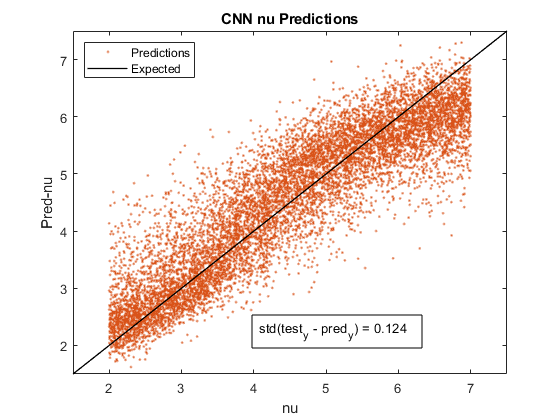 CNN nu Predictions
Predictions
Expected
Pred-nu
7
6
5
4
3
2
std(test_y - pred_y) = 0.124
2 3 4 5 6 7
nu